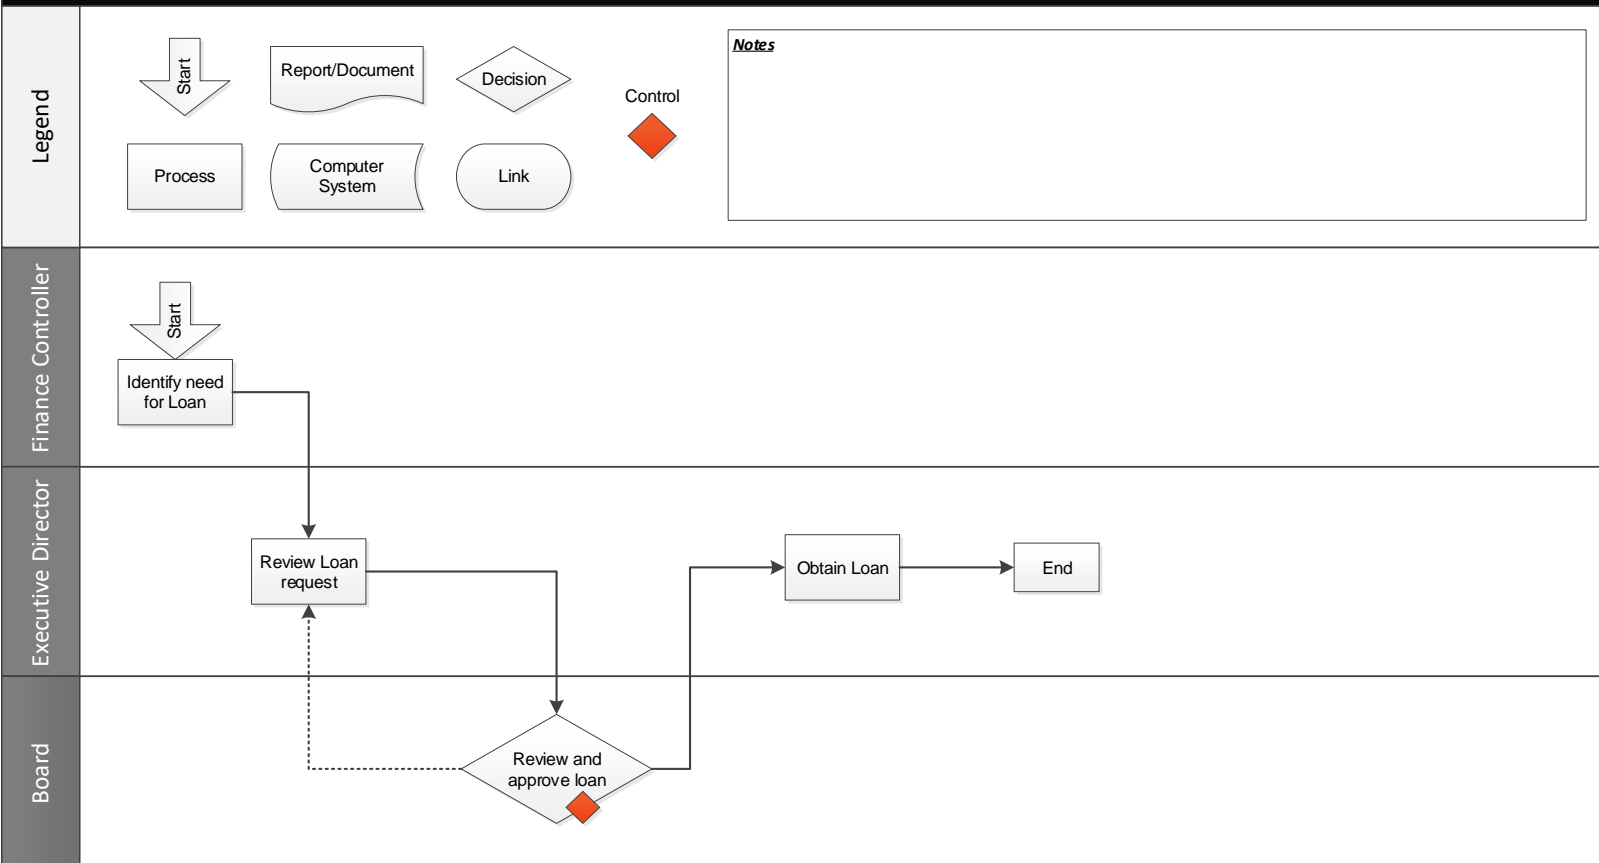 Legend
Start
Report/Document
Decision
Control
Process
Computer
System
Link
Notes
Finance Controller
Start
Identify need
for Loan
Executive Director
Review Loan
request
Obtain Loan
End
Board
Review and
approve loan